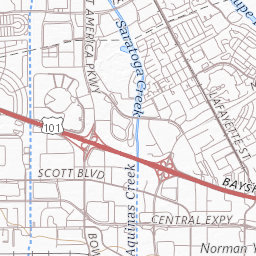 T AMERICA PKWY
Saratoga Creek
LAFAYETTE ST
101
BAYSH
SCOTT BLVD
Aquinas Creek
CENTRAL EXPY
BOW
Norman Y